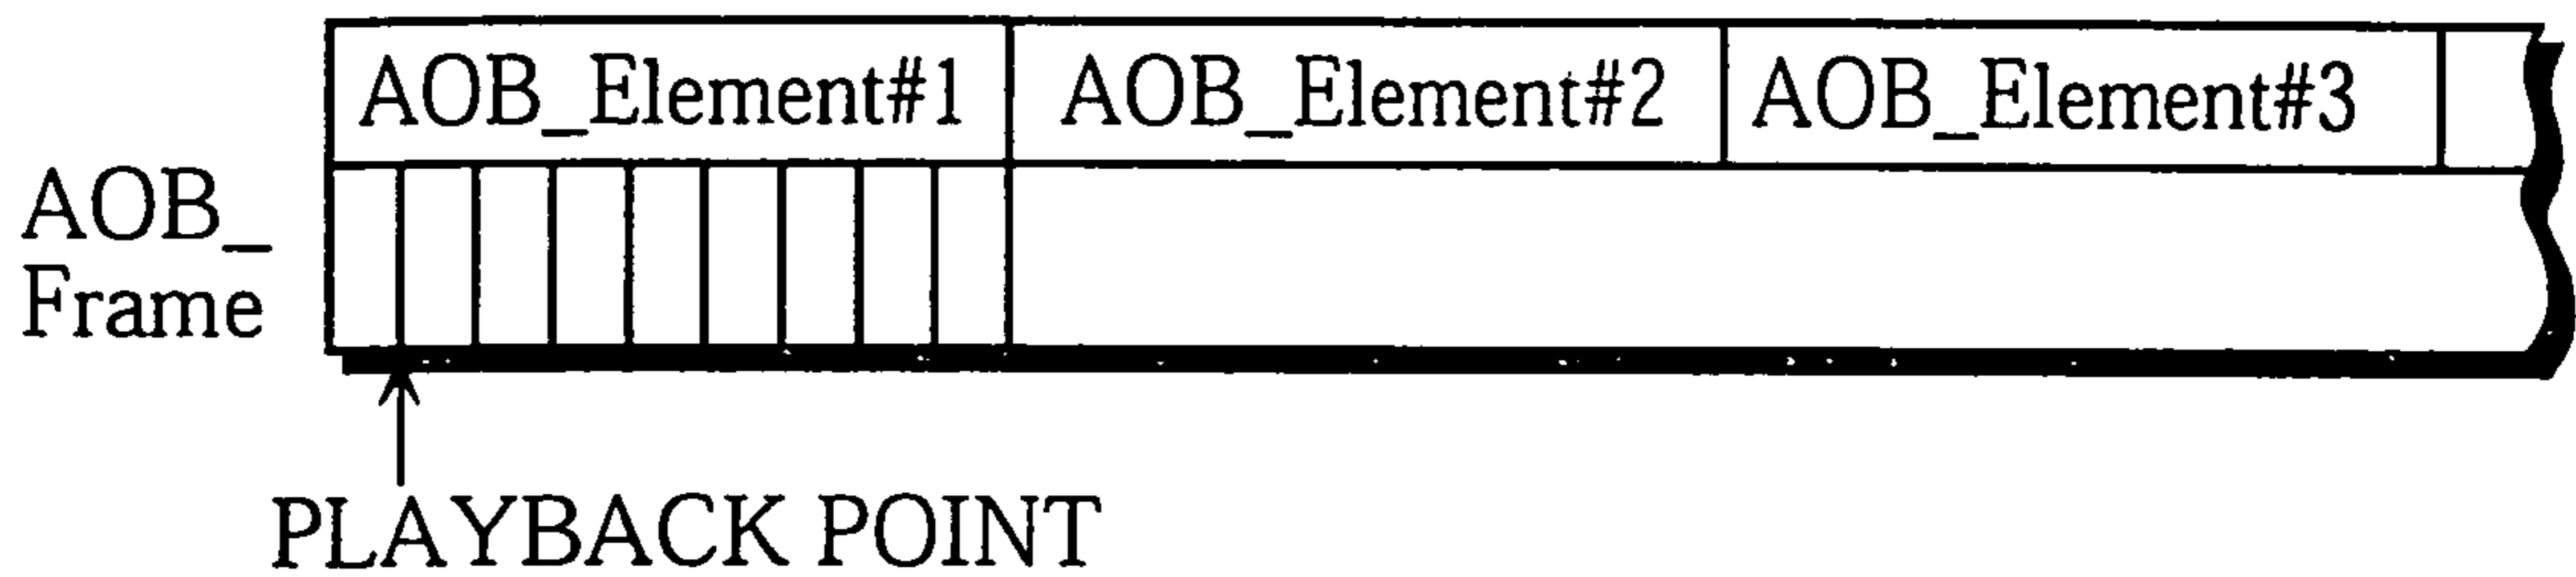 AOB_Element#1 AOB_Element#2 AOB_Element#3
AOB_
Frame
PLAYBACK POINT